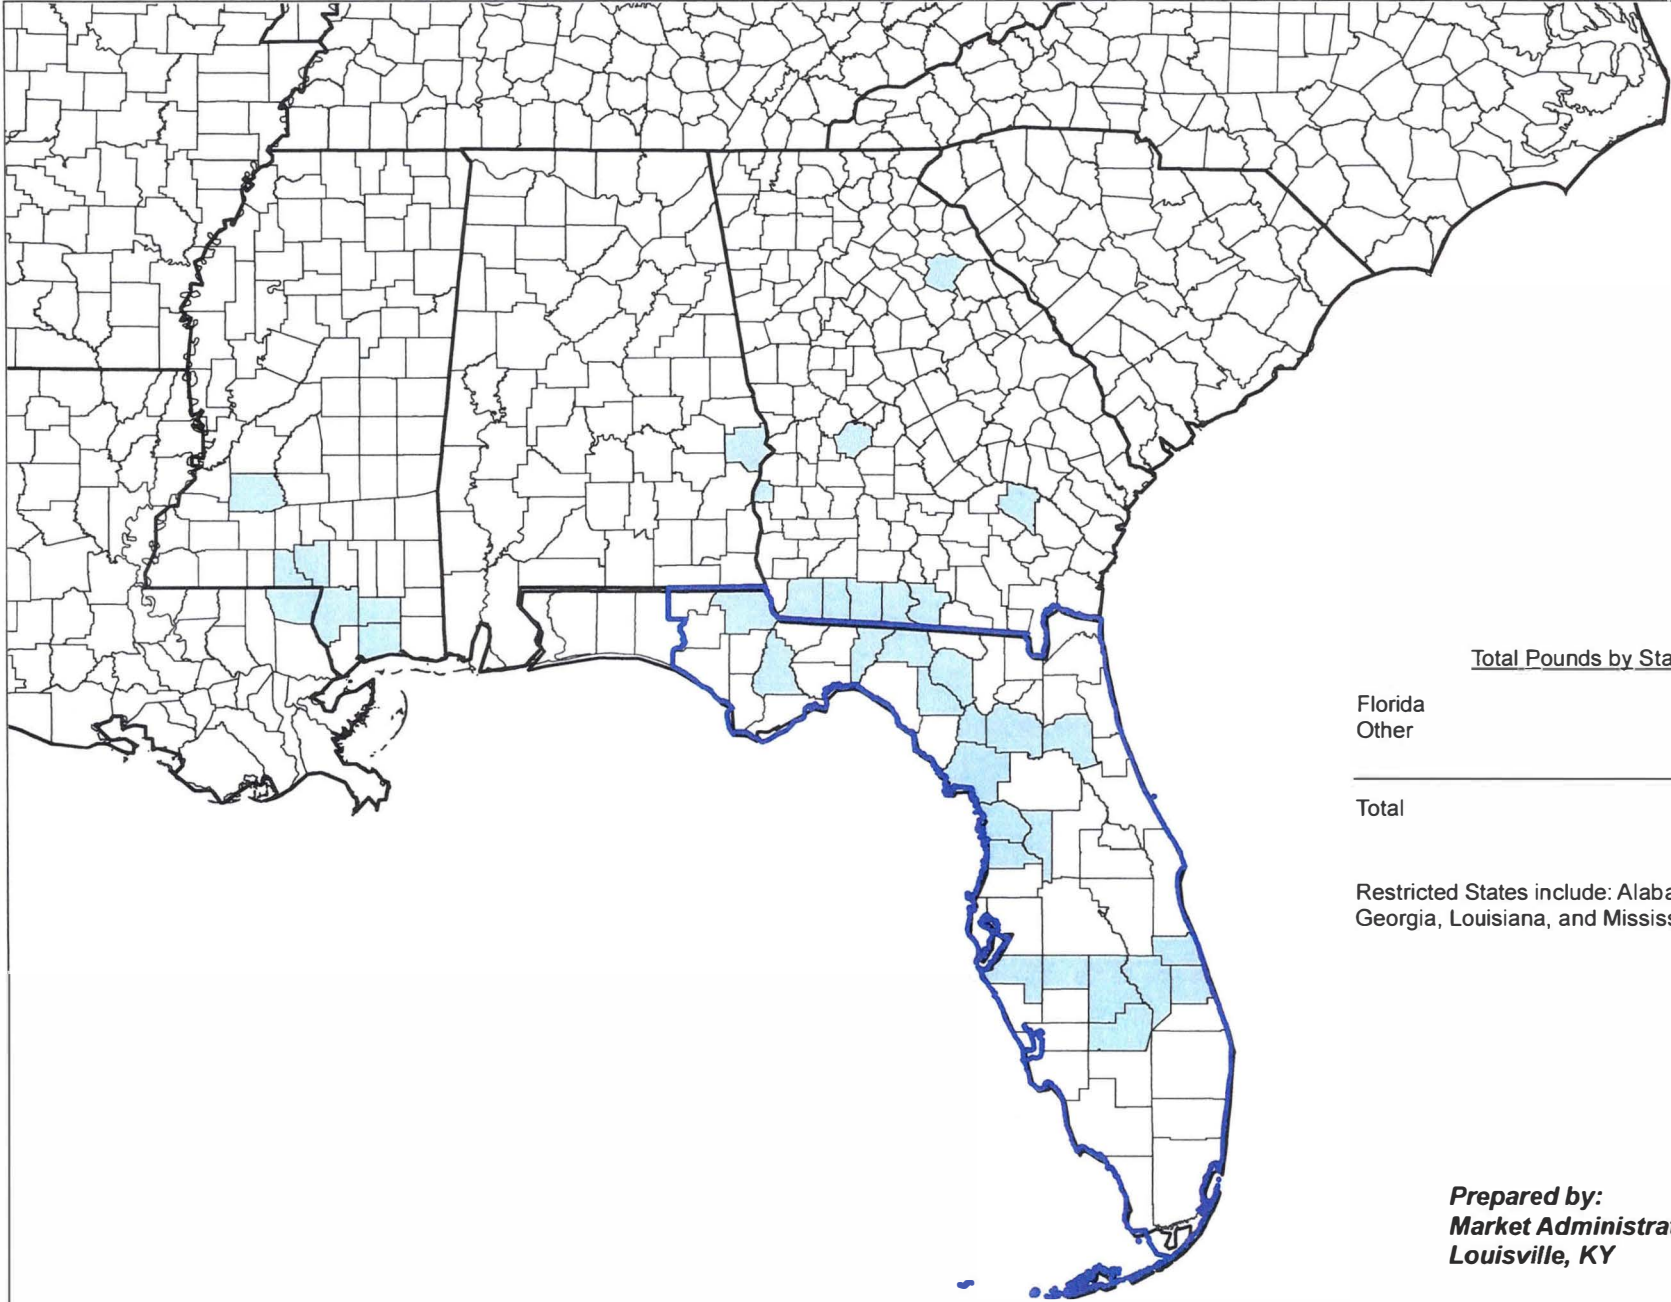 Total Pounds by Sta
Florida
Other
Total
Restricted States include: Alaba
Georgia, Louisiana, and Mississ
Prepared by:
Market Administrat
Louisville, KY